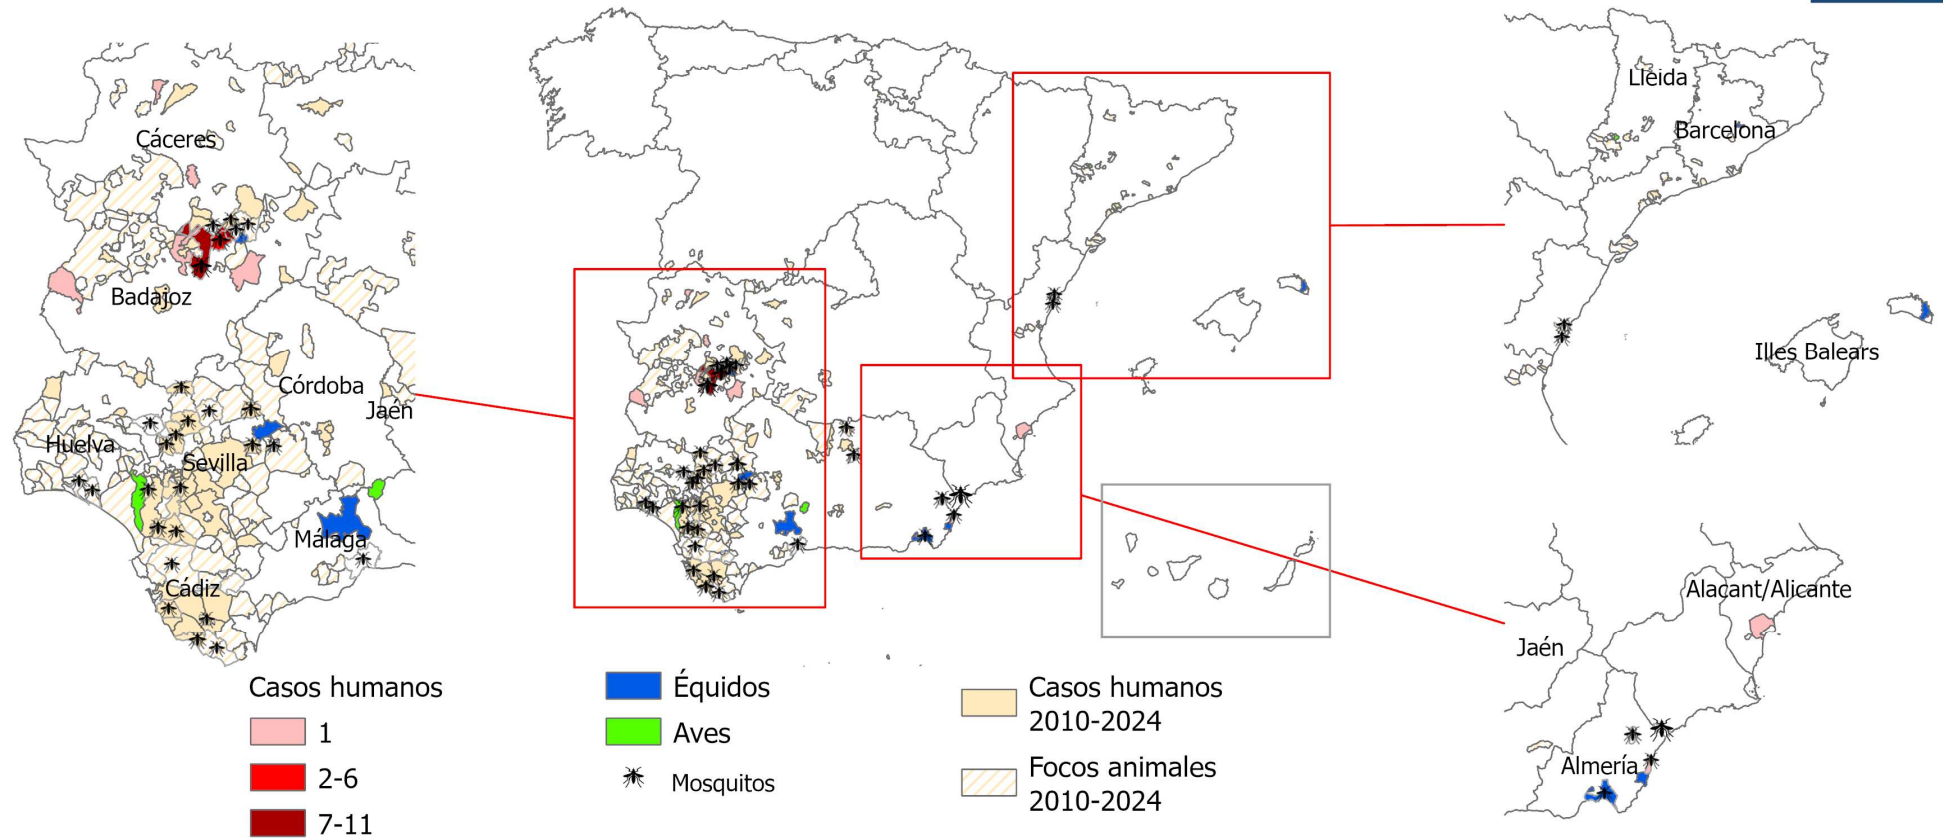 Cáceres
Badajoz
Córdoba
Jaén
Huelva
Sevilla
Málaga
Cádiz
Lleida
Barcelona
Illes Balears
Alacant/Alicante
Jaén
Almería
Casos humanos
1
2-6
7-11
Équidos
Aves
Mosquitos
Casos humanos
2010-2024
Focos animales
2010-2024